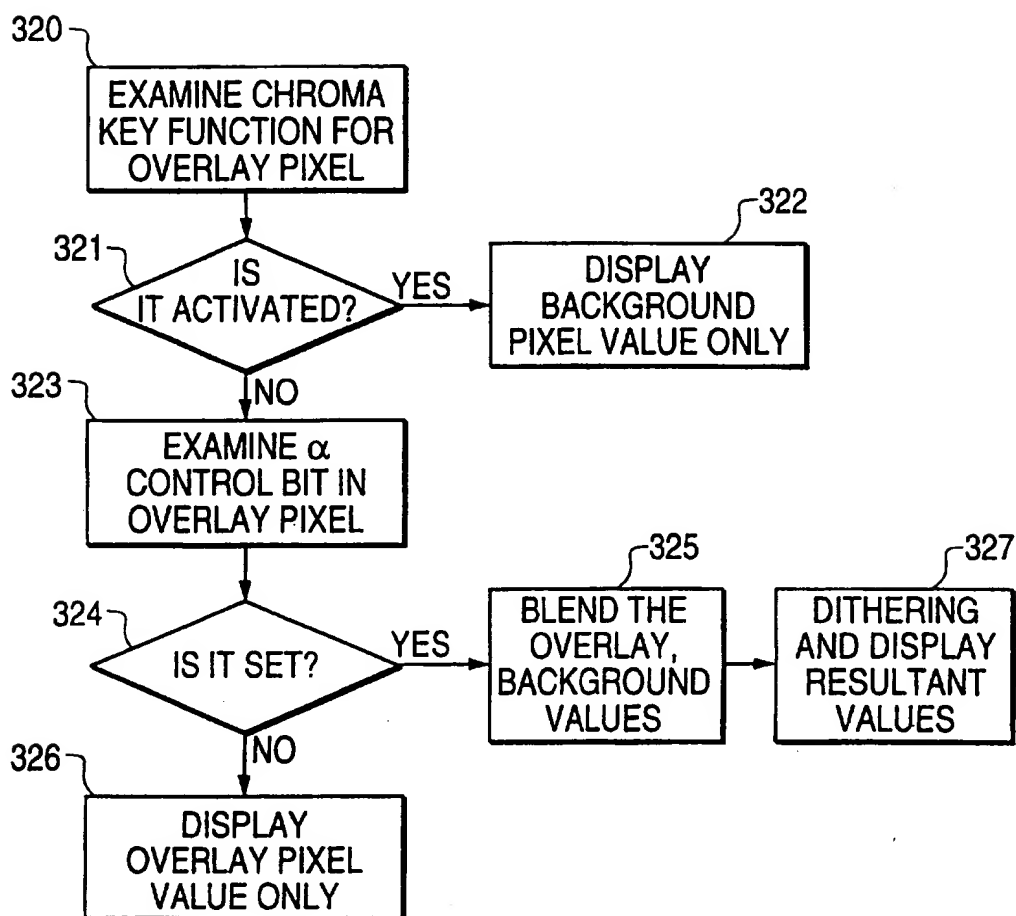 320
EXAMINE CHROMA
KEY FUNCTION FOR
OVERLAY PIXEL
321
IS
IT ACTIVATED?
YES
322
DISPLAY
BACKGROUND
PIXEL VALUE ONLY
NO
323
EXAMINE α
CONTROL BIT IN
OVERLAY PIXEL
324
IS IT SET?
YES
325
BLEND THE
OVERLAY,
BACKGROUND
VALUES
327
DITHERING
AND DISPLAY
RESULTANT
VALUES
NO
326
DISPLAY
OVERLAY PIXEL
VALUE ONLY